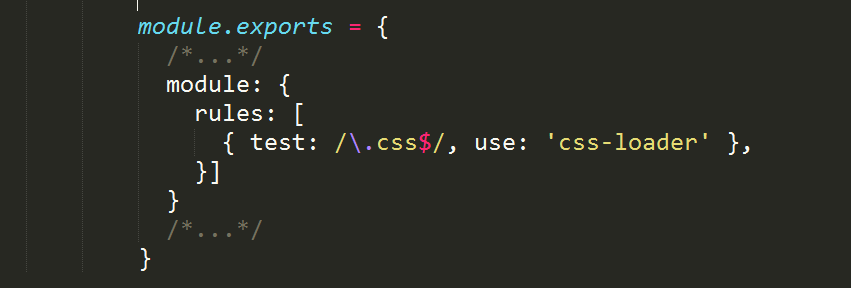 module.exports = {
/*...*/
module: {
rules: [
{ test: /\.css$/, use: 'css-loader' },
}]
}
/*...*/
}